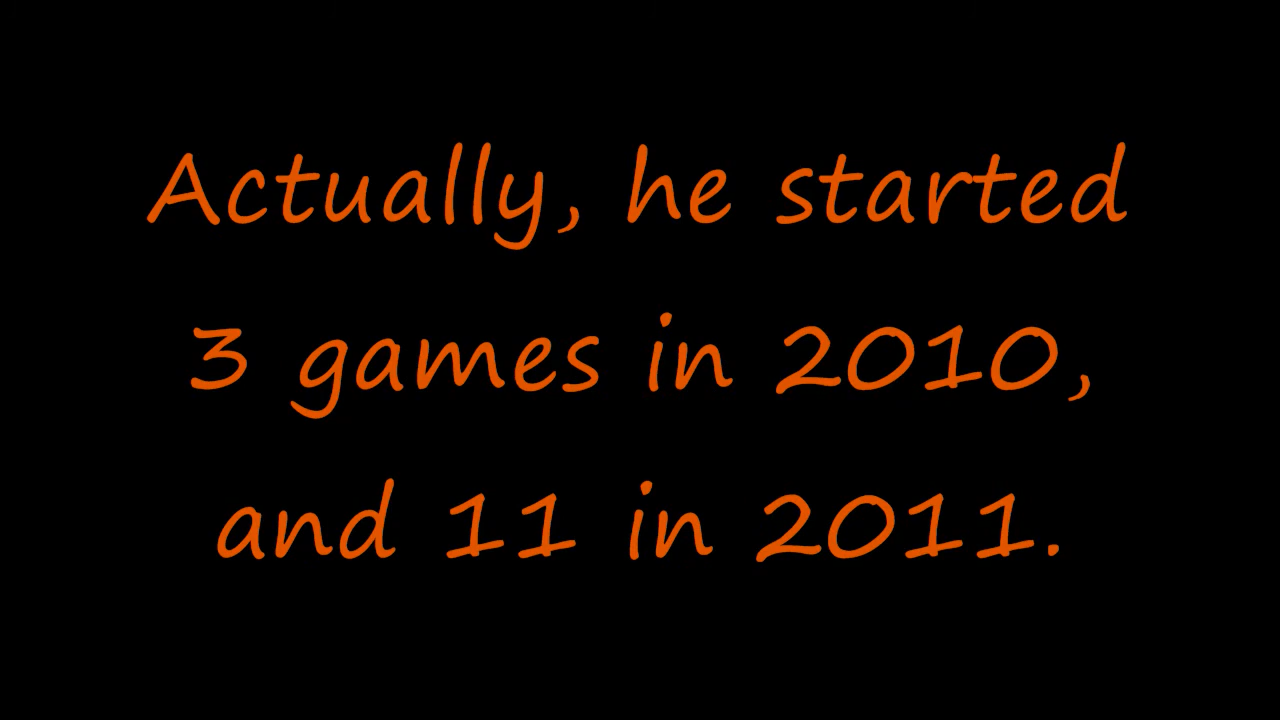 Actually, he started
3 games in 2010,
and 11 in 2011.